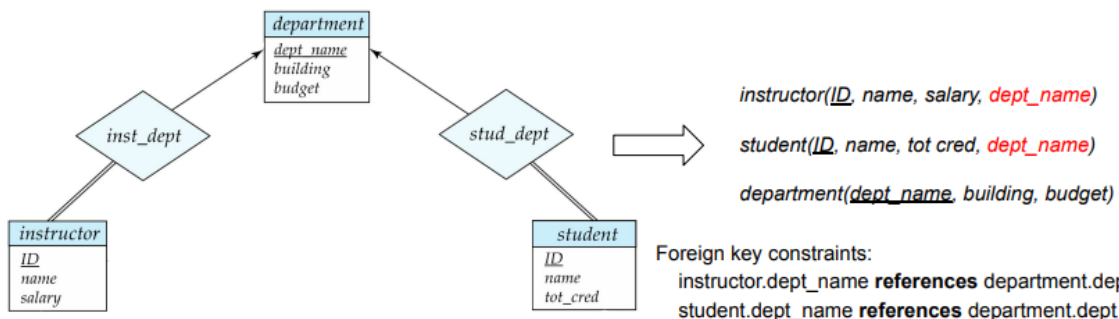 department
dept_name
building
budget
inst_dept
stud_dept
instructor
ID
name
salary
student
ID
name
tot_cred
instructor(ID, name, salary, dept_name)
student(ID, name, tot cred, dept_name)
department(dept_name, building, budget)
Foreign key constraints:
instructor.dept_name references department.dep
student.dept_name references department.dept